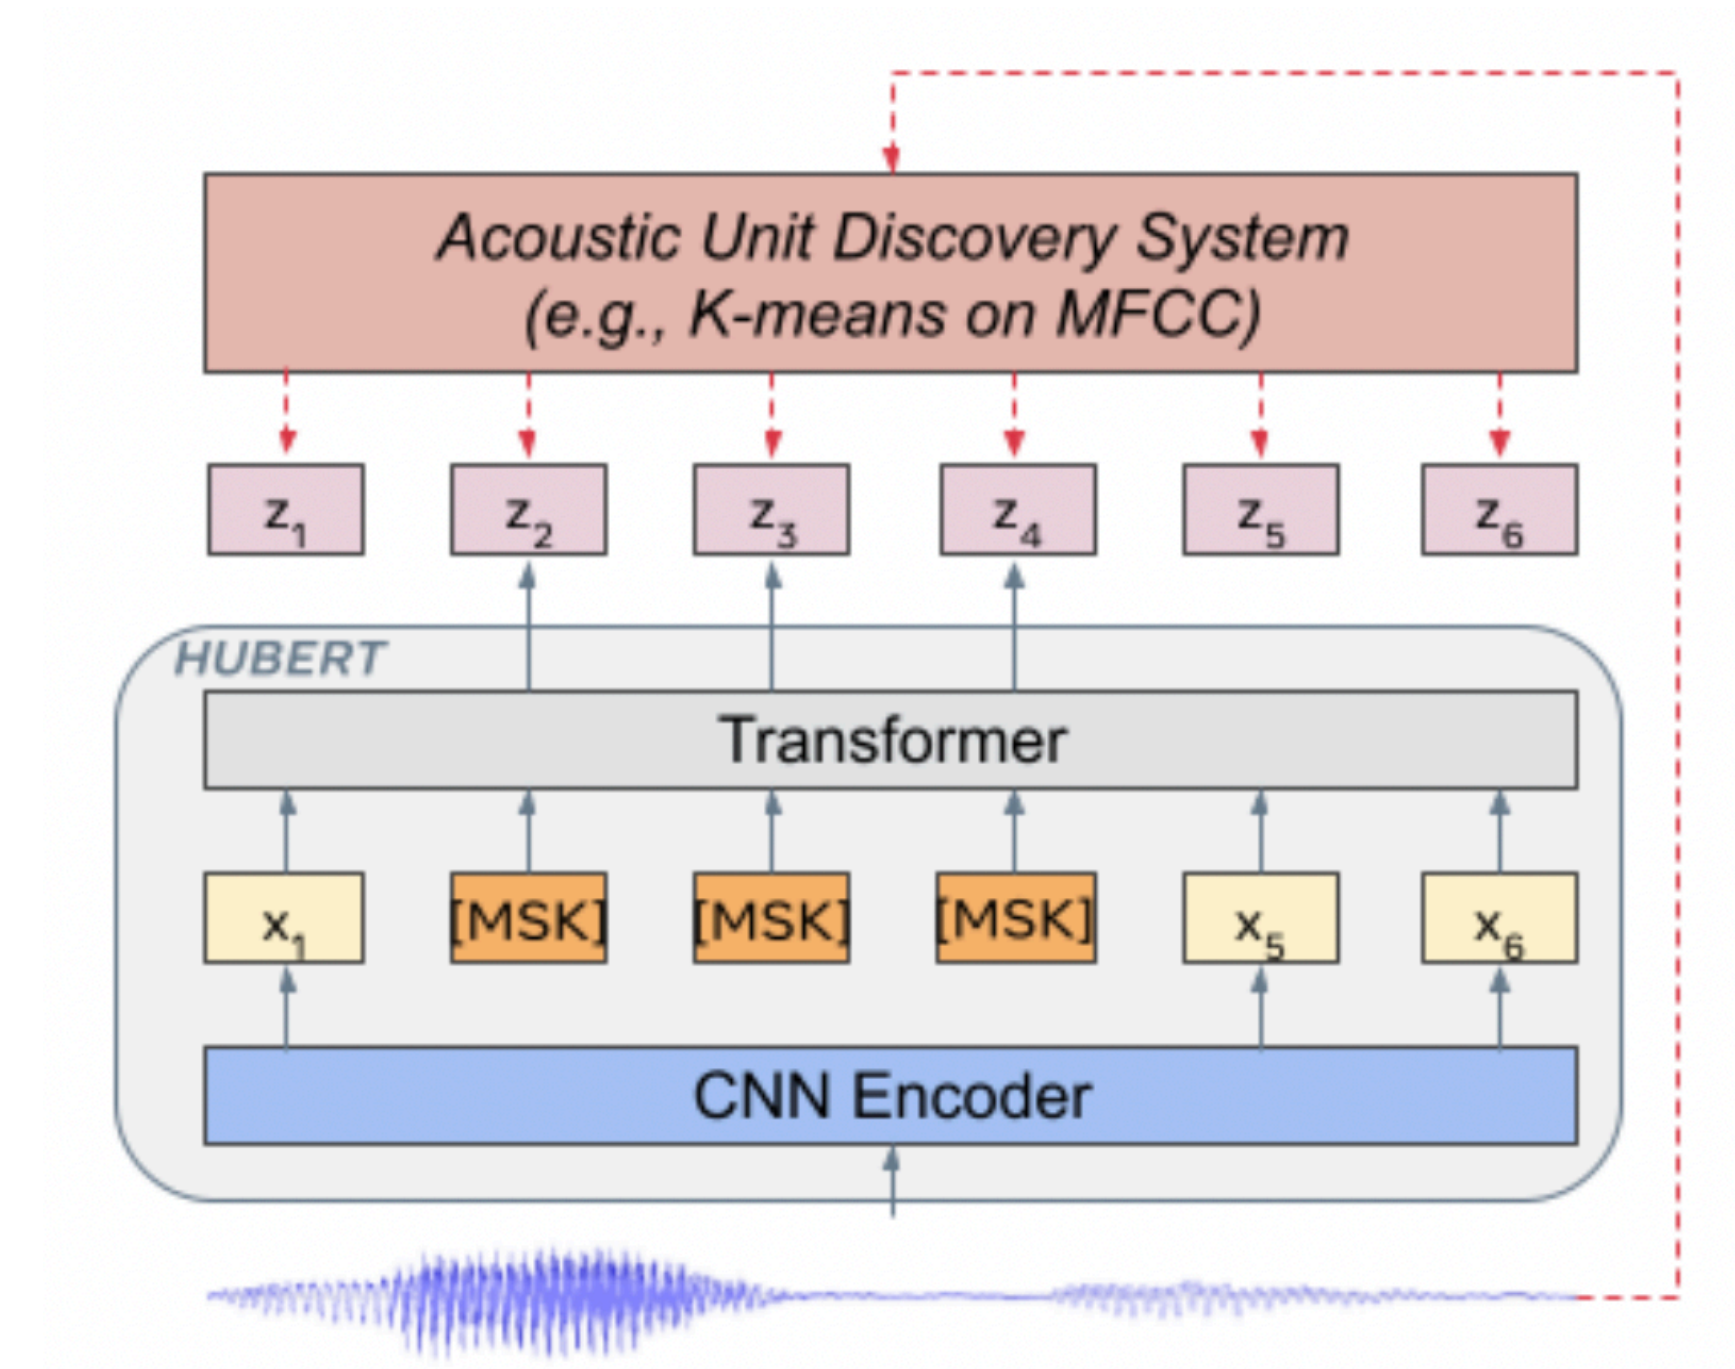 Acoustic Unit Discovery System
(e.g., K-means on MFCC)
z1 z2 z3 z4 z5 z6
HUBERT
Transformer
x1 [MSK] [MSK] [MSK] x5 x6
CNN Encoder